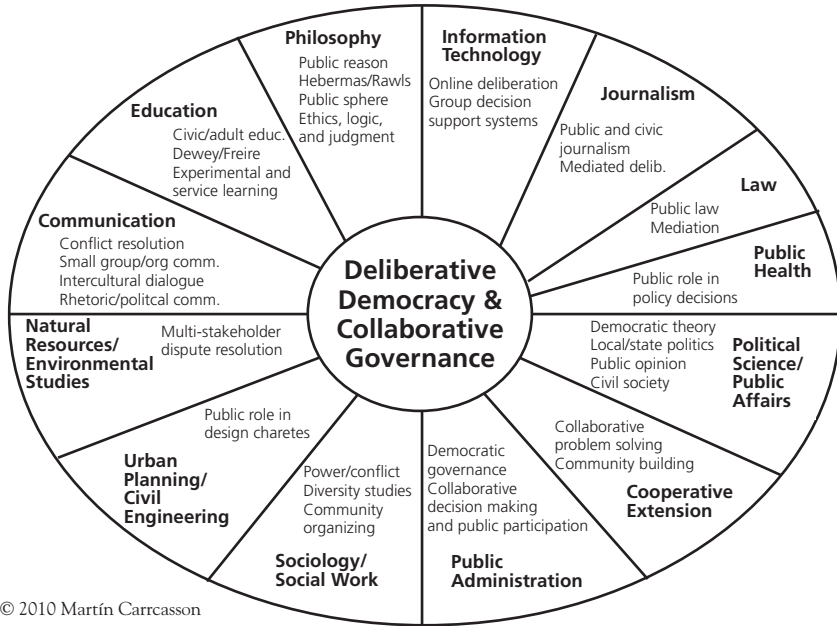 Philosophy
Public reason
Hebermas/Rawls
Public sphere
Ethics, logic,
and judgment
Information
Technology
Online deliberation
Group decision
support systems
Journalism
Public and civic
journalism
Mediated delib.
Law
Public law
Mediation
Public
Health
Public role in
policy decisions
Political
Science/
Public
Affairs
Democratic theory
Local/state politics
Public opinion
Civil society
Cooperative
Extension
Collaborative
problem solving
Community building
Public
Administration
Democratic
governance
Collaborative
decision making
and public participation
Sociology/
Social Work
Power/conflict
Diversity studies
Community
organizing
Urban
Planning/
Civil
Engineering
Public role in
design charetes
Natural
Resources/
Environmental
Studies
Multi-stakeholder
dispute resolution
Communication
Conflict resolution
Small group/org comm.
Intercultural dialogue
Rhetoric/politcal comm.
Education
Civic/adult educ.
Dewey/Freire
Experimental and
service learning
Deliberative
Democracy &
Collaborative
Governance
© 2010 Martín Carrcasson